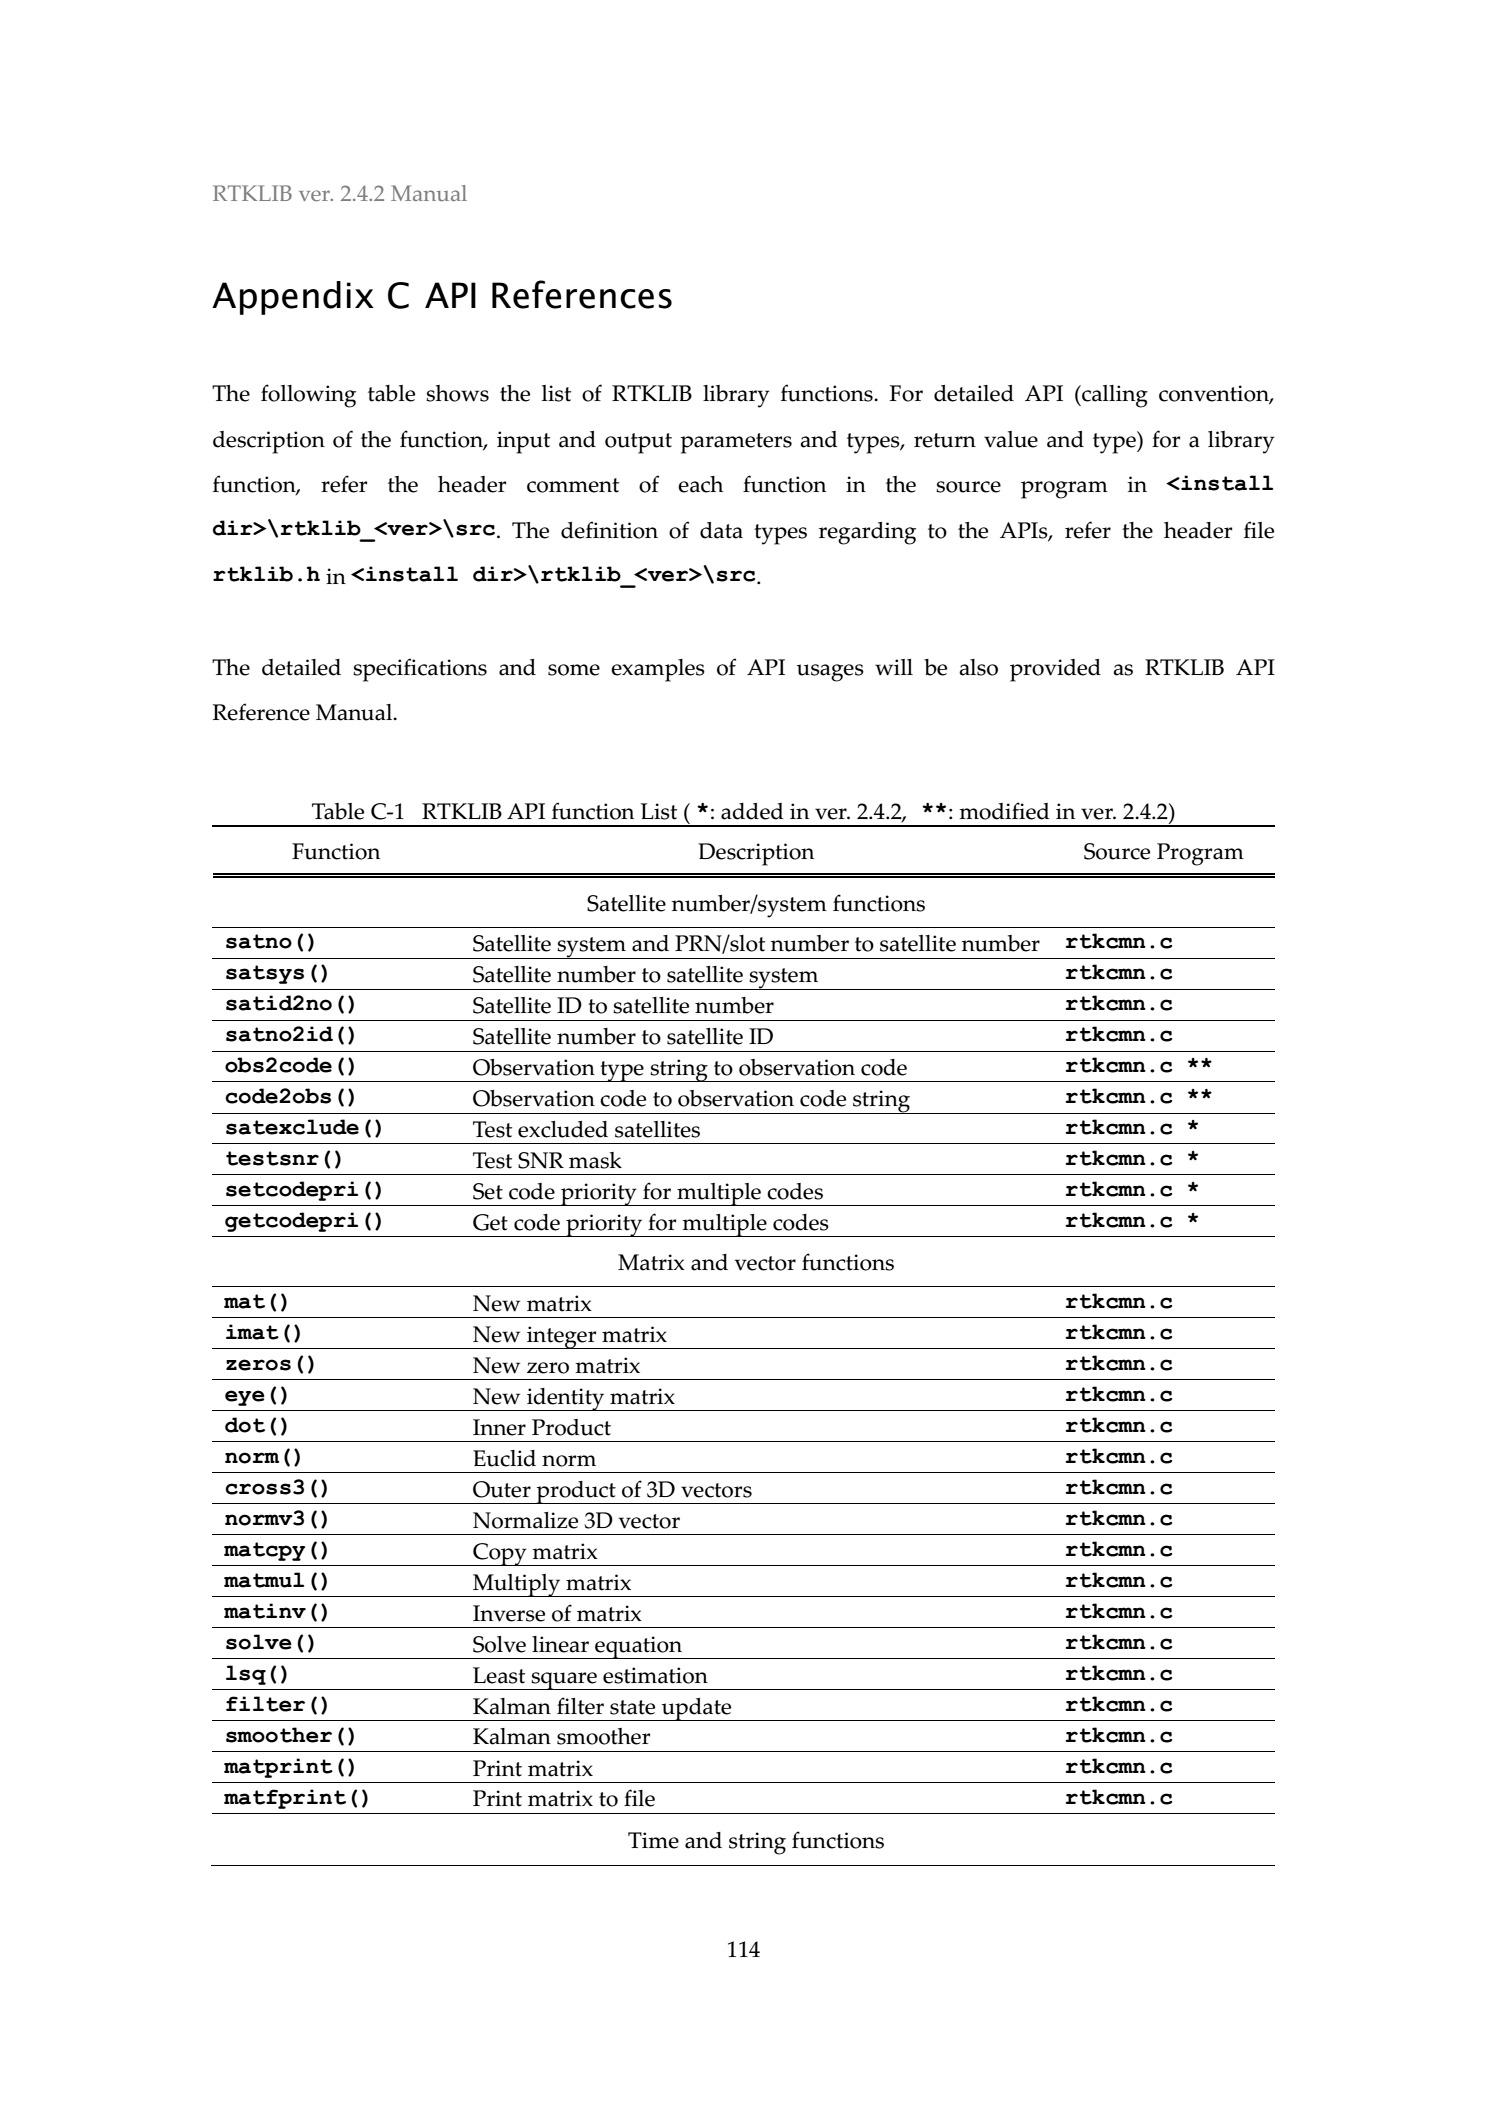 RTKLIB ver. 2.4.2 Manual
Appendix C API References
The following table shows the list of RTKLIB library functions. For detailed API (calling convention,
description of the function, input and output parameters and types, return value and type) for a library
function, refer the header comment of each function in the source program in <install
dir>\rtklib_<ver>\src. The definition of data types regarding to the APIs, refer the header file
rtklib.h in <install dir>\rtklib_<ver>\src.
The detailed specifications and some examples of API usages will be also provided as RTKLIB API
Reference Manual.
Table C-1 RTKLIB API function List ( *: added in ver. 2.4.2, **: modified in ver. 2.4.2)
Function Description Source Program
Satellite number/system functions
satno() Satellite system and PRN/slot number to satellite number rtkcmn.c
satsys() Satellite number to satellite system rtkcmn.c
satid2no() Satellite ID to satellite number rtkcmn.c
satno2id() Satellite number to satellite ID rtkcmn.c
obs2code() Observation type string to observation code rtkcmn.c **
code2obs() Observation code to observation code string rtkcmn.c **
satexclude() Test excluded satellites rtkcmn.c *
testsnr() Test SNR mask rtkcmn.c *
setcodepri() Set code priority for multiple codes rtkcmn.c *
getcodepri() Get code priority for multiple codes rtkcmn.c *
Matrix and vector functions
mat() New matrix rtkcmn.c
imat() New integer matrix rtkcmn.c
zeros() New zero matrix rtkcmn.c
eye() New identity matrix rtkcmn.c
dot() Inner Product rtkcmn.c
norm() Euclid norm rtkcmn.c
cross3() Outer product of 3D vectors rtkcmn.c
normv3() Normalize 3D vector rtkcmn.c
matcpy() Copy matrix rtkcmn.c
matmul() Multiply matrix rtkcmn.c
matinv() Inverse of matrix rtkcmn.c
solve() Solve linear equation rtkcmn.c
lsq() Least square estimation rtkcmn.c
filter() Kalman filter state update rtkcmn.c
smoother() Kalman smoother rtkcmn.c
matprint() Print matrix rtkcmn.c
matfprint() Print matrix to file rtkcmn.c
Time and string functions
114